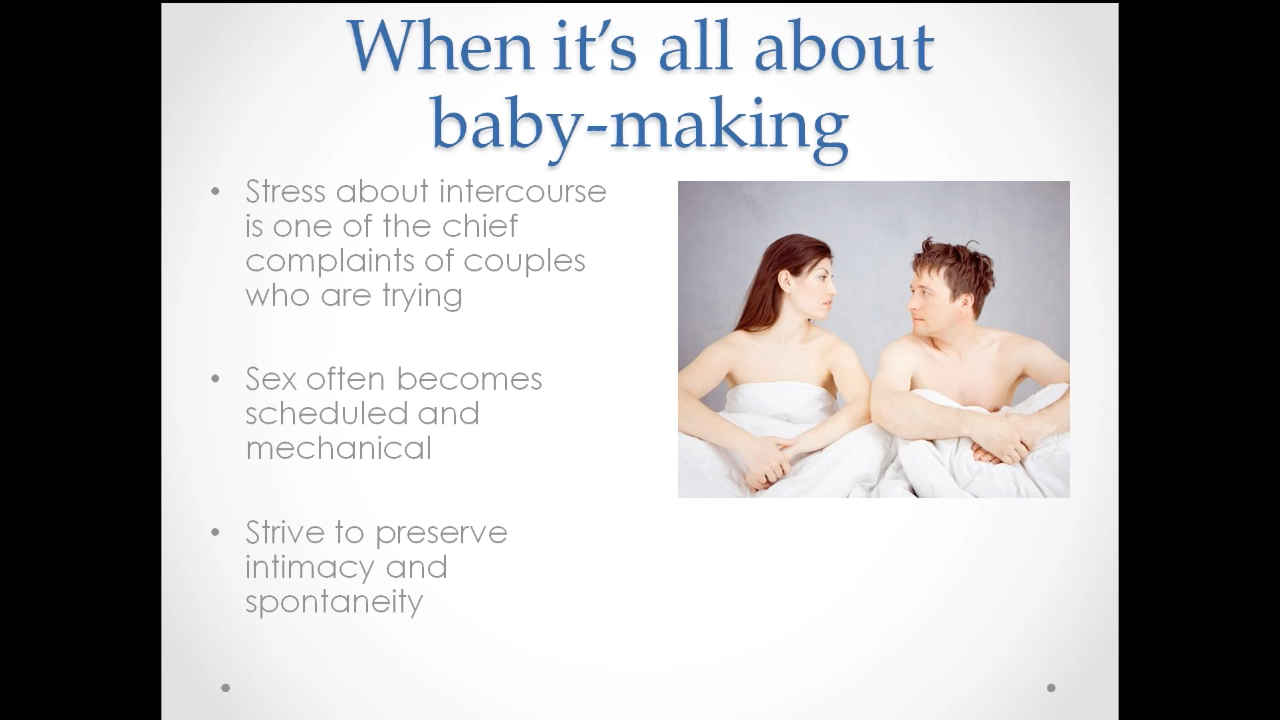 When it’s all about
baby-making
• Stress about intercourse
is one of the chief
complaints of couples
who are trying
• Sex often becomes
scheduled and
mechanical
• Strive to preserve
intimacy and
spontaneity